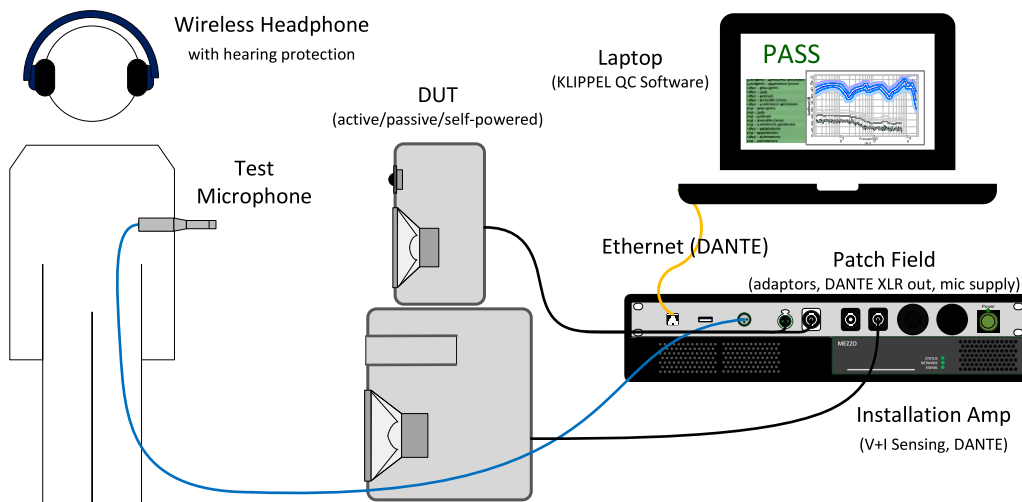 Wireless Headphone
with hearing protection
Laptop
(KLIPPEL QC Software)
PASS
DUT
(active/passive/self-powered)
Test
Microphone
Ethernet (DANTE)
Patch Field
(adaptors, DANTE XLR out, mic supply)
Power
MEZZO
STATUS
NETWORK
SIGNAL
Installation Amp
(V+I Sensing, DANTE)